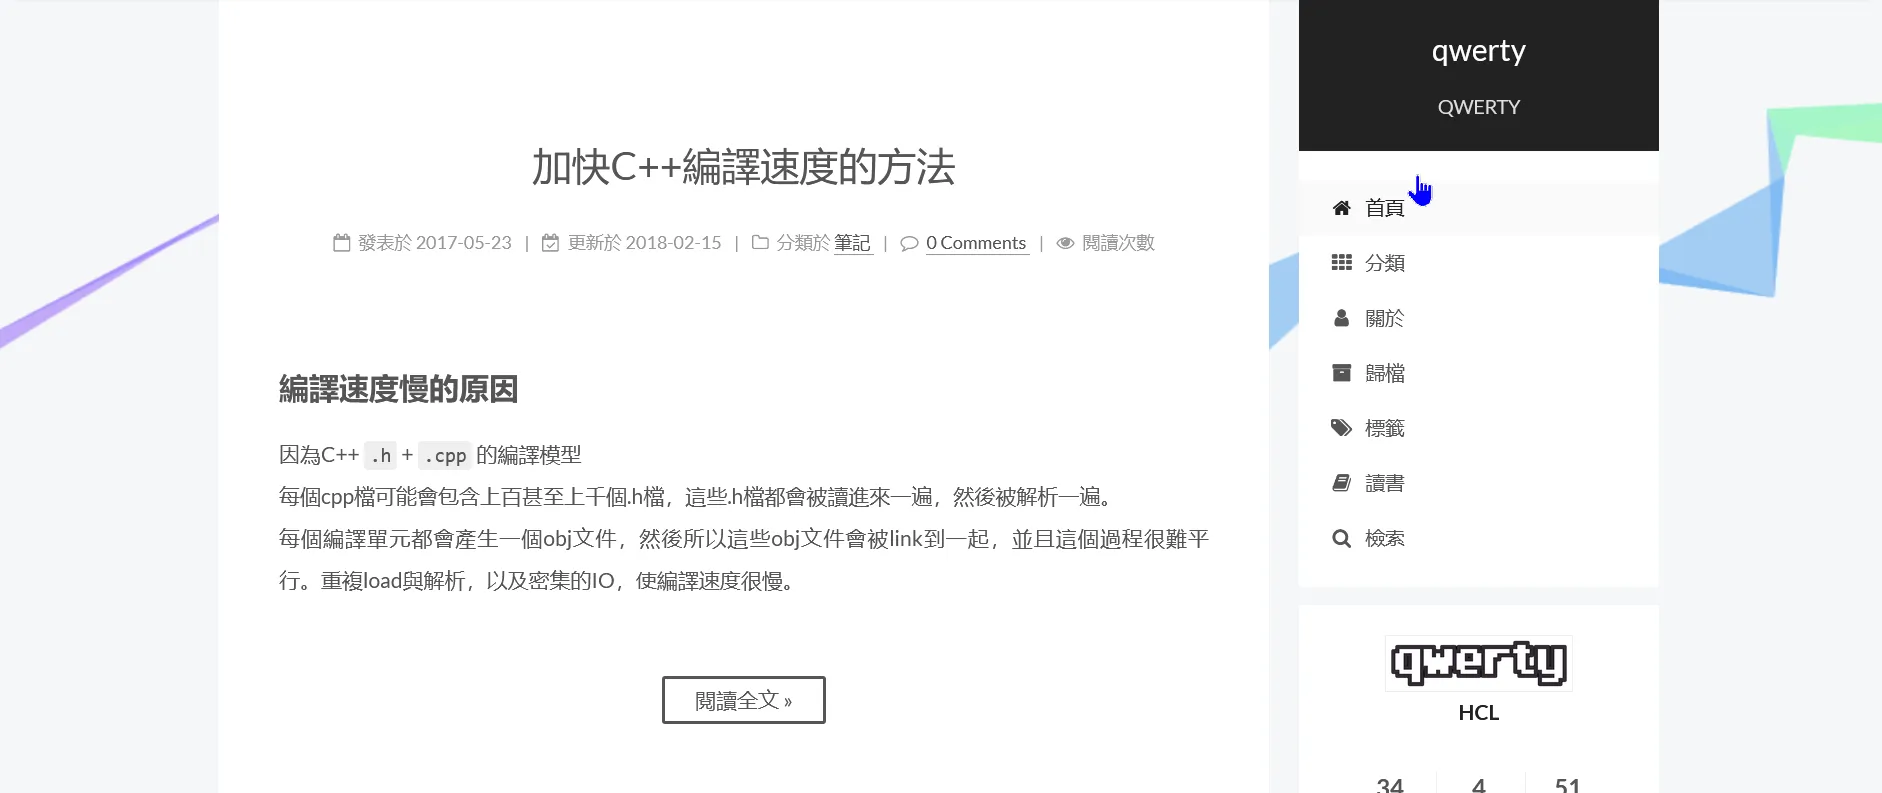 加快C++編譯速度的方法
發表於 2017-05-23 | 更新於 2018-02-15 | 分類於 筆記 | 0 Comments | 閱讀次數
編譯速度慢的原因
因為C++ .h + .cpp 的編譯模型
每個cpp檔可能會包含上百甚至上千個.h檔，這些.h檔都會被讀進來一遍，然後被解析一遍。
每個編譯單元都會產生一個obj文件，然後所以這些obj文件會被link到一起，並且這個過程很難平
行。重複load與解析，以及密集的IO，使編譯速度很慢。
閱讀全文 »
qwerty
QWERTY
首頁
分類
關於
歸檔
標籤
讀書
檢索
qwerty
HCL
34 4 51